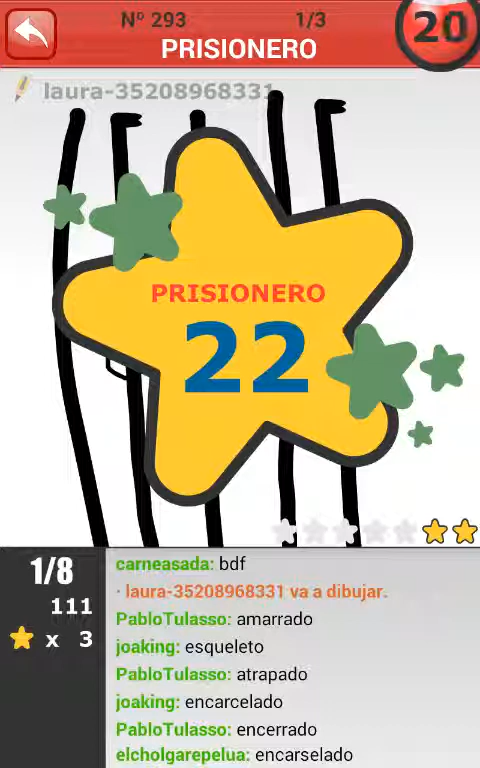 Nº 293 1/3
PRISIONERO
20
laura-35208968331
PRISIONERO
22
1/8
111
x 3
carneasada: bdf
· laura-35208968331 va a dibujar.
PabloTulasso: amarrado
joaking: esqueleto
PabloTulasso: atrapado
joaking: encarcelado
PabloTulasso: encerrado
elcholgarepelua: encarselado